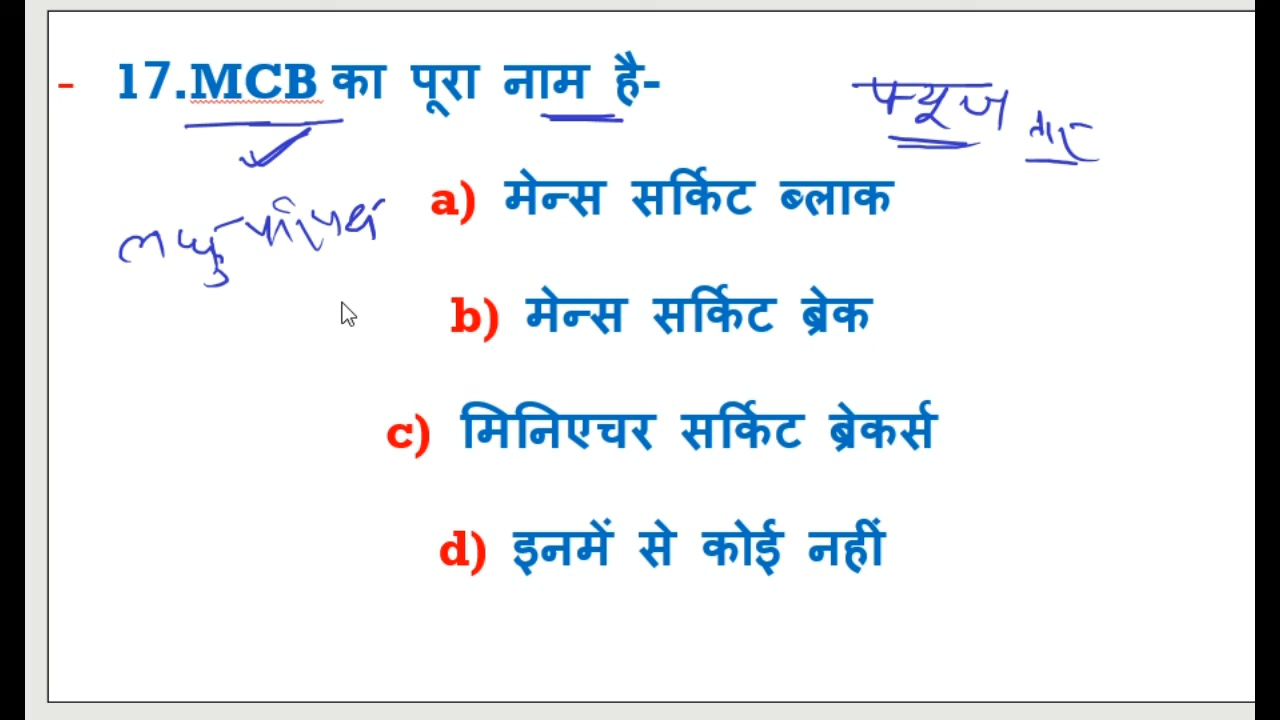 - 17.MCB का पूरा नाम है-
फ्यूज तार
a) मेन्स सर्किट ब्लाक
लघु परिपथ
b) मेन्स सर्किट ब्रेक
c) मिनिएचर सर्किट ब्रेकर्स
d) इनमें से कोई नहीं